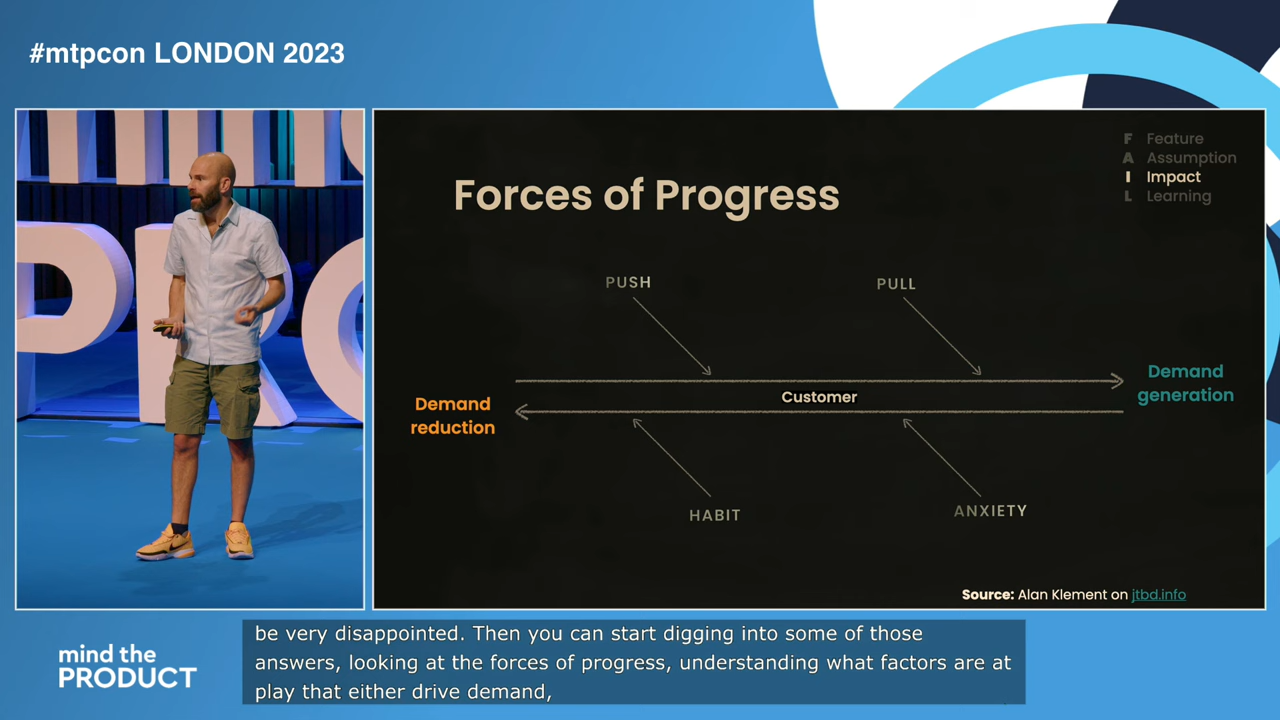 #mtpcon LONDON 2023
F Feature
A Assumption
I Impact
L Learning
Forces of Progress
PUSH
PULL
Demand
generation
Customer
Demand
reduction
HABIT
ANXIETY
Source: Alan Klement on jtbd.info
mind the
PRODUCT
be very disappointed. Then you can start digging into some of those
answers, looking at the forces of progress, understanding what factors are at
play that either drive demand,